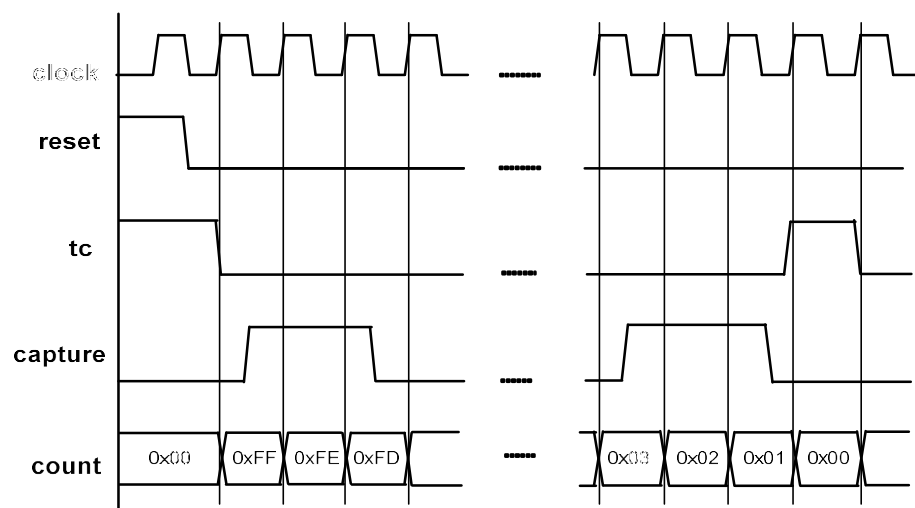 clock
reset
tc
capture
count 0x00 0xFF 0xFE 0xFD 0x03 0x02 0x01 0x00